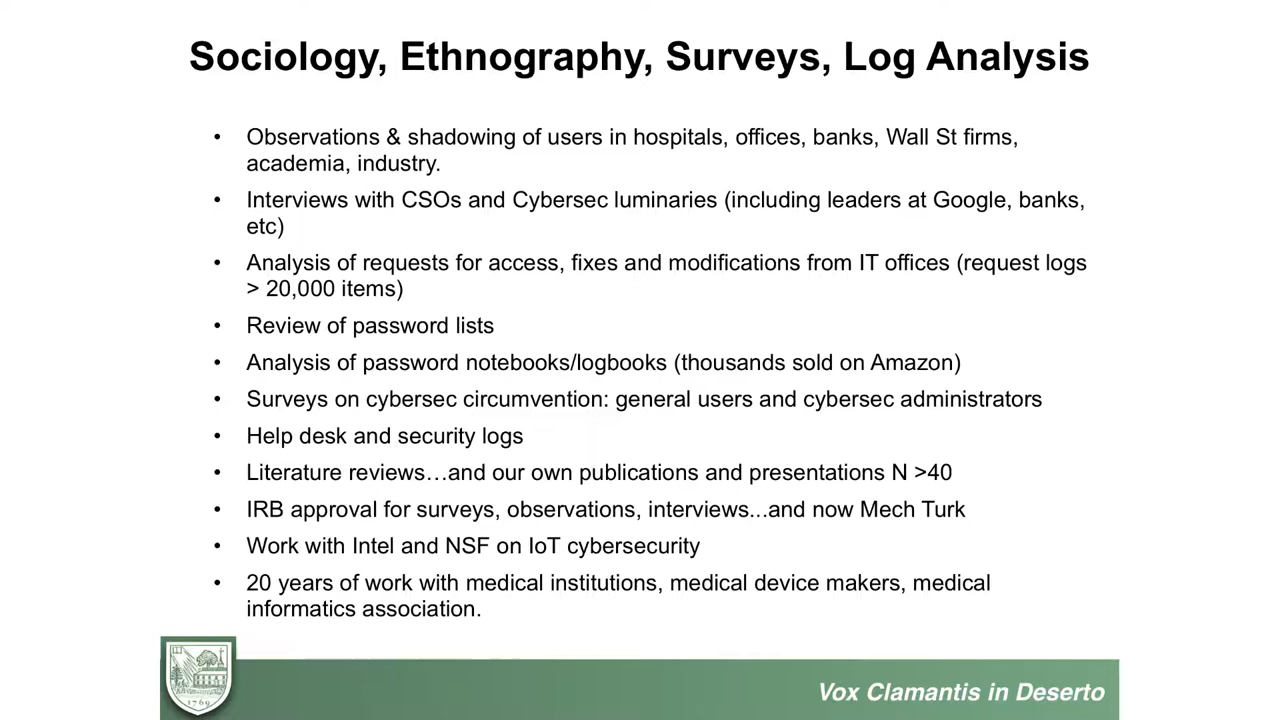 Sociology, Ethnography, Surveys, Log Analysis
• Observations & shadowing of users in hospitals, offices, banks, Wall St firms,
academia, industry.
• Interviews with CSOs and Cybersec luminaries (including leaders at Google, banks,
etc)
• Analysis of requests for access, fixes and modifications from IT offices (request logs
> 20,000 items)
• Review of password lists
• Analysis of password notebooks/logbooks (thousands sold on Amazon)
• Surveys on cybersec circumvention: general users and cybersec administrators
• Help desk and security logs
• Literature reviews…and our own publications and presentations N >40
• IRB approval for surveys, observations, interviews...and now Mech Turk
• Work with Intel and NSF on IoT cybersecurity
• 20 years of work with medical institutions, medical device makers, medical
informatics association.
1769
Vox Clamantis in Deserto